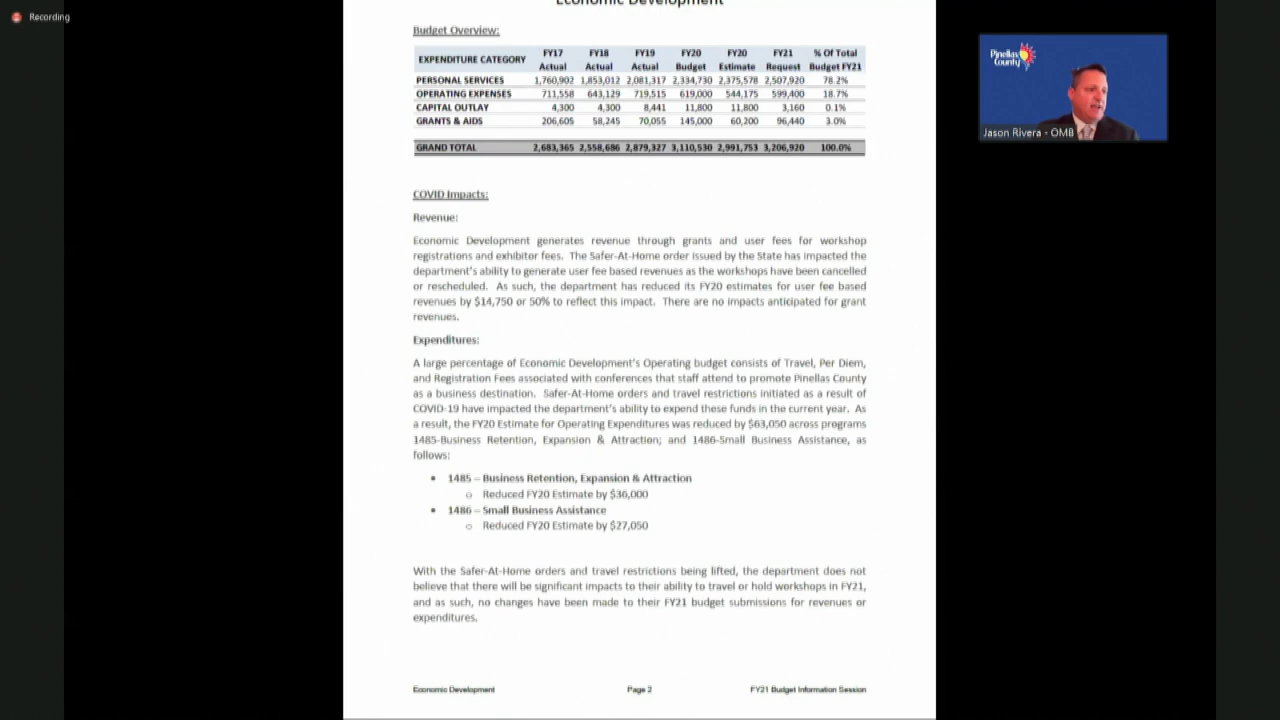 Recording
Economic Development
Budget Overview:
EXPENDITURE CATEGORY FY17 Actual FY18 Actual FY19 Actual FY20 Budget FY20 Estimate FY21 Request % Of Total Budget FY21
PERSONAL SERVICES 1,760,902 1,853,012 2,081,317 2,334,730 2,375,578 2,507,920 78.2%
OPERATING EXPENSES 711,558 643,129 719,515 619,000 544,175 599,400 18.7%
CAPITAL OUTLAY 4,300 4,300 8,441 11,800 11,800 3,160 0.1%
GRANTS & AIDS 206,605 58,245 70,055 145,000 60,200 96,440 3.0%
GRAND TOTAL 2,683,365 2,558,686 2,879,327 3,110,530 2,991,753 3,206,920 100.0%
Pinellas
County
Jason Rivera - OMB
COVID Impacts:
Revenue:
Economic Development generates revenue through grants and user fees for workshop
registrations and exhibitor fees. The Safer-At-Home order issued by the State has impacted the
department's ability to generate user fee based revenues as the workshops have been cancelled
or rescheduled. As such, the department has reduced its FY20 estimates for user fee based
revenues by $14,750 or 50% to reflect this impact. There are no impacts anticipated for grant
revenues.
Expenditures:
A large percentage of Economic Development's Operating budget consists of Travel, Per Diem,
and Registration Fees associated with conferences that staff attend to promote Pinellas County
as a business destination. Safer-At-Home orders and travel restrictions initiated as a result of
COVID-19 have impacted the department's ability to expend these funds in the current year. As
a result, the FY20 Estimate for Operating Expenditures was reduced by $63,050 across programs
1485-Business Retention, Expansion & Attraction; and 1486-Small Business Assistance, as
follows:
• 1485 – Business Retention, Expansion & Attraction
o Reduced FY20 Estimate by $36,000
• 1486 – Small Business Assistance
o Reduced FY20 Estimate by $27,050
With the Safer-At-Home orders and travel restrictions being lifted, the department does not
believe that there will be significant impacts to their ability to travel or hold workshops in FY21,
and as such, no changes have been made to their FY21 budget submissions for revenues or
expenditures.
Economic Development Page 2 FY21 Budget Information Session